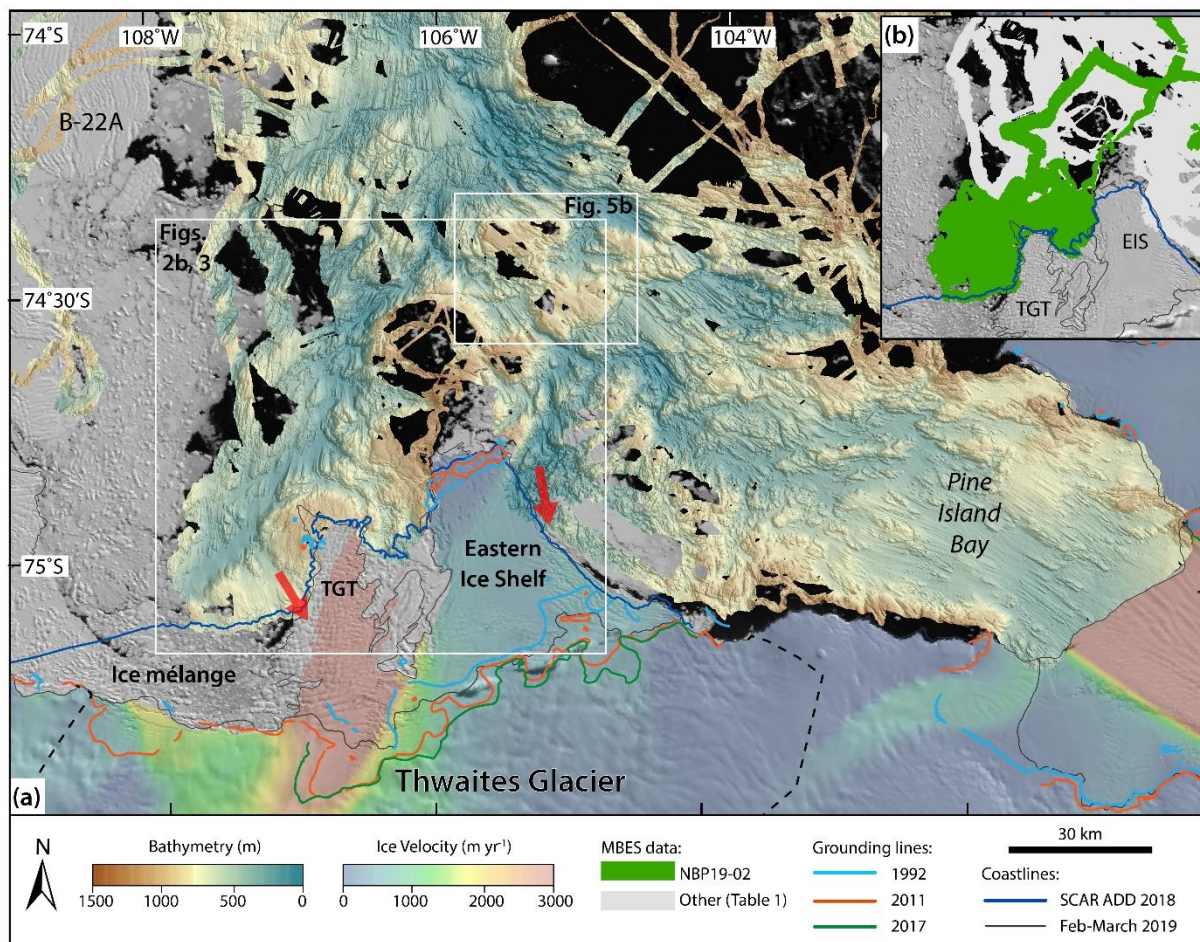 74˚S
108˚W
106˚W
104˚W
(b)
B-22A
Fig. 5b
Figs.
2b, 3
EIS
TGT
74˚30'S
Pine
Island
Bay
75˚S
TGT
Eastern
Ice Shelf
Ice mélange
Thwaites Glacier
(a)
N
Bathymetry (m)
1500
1000
500
0
Ice Velocity (m yr⁻¹)
0
1000
2000
3000
MBES data:
NBP19-02
Other (Table 1)
Grounding lines:
1992
2011
2017
30 km
Coastlines:
SCAR ADD 2018
Feb-March 2019